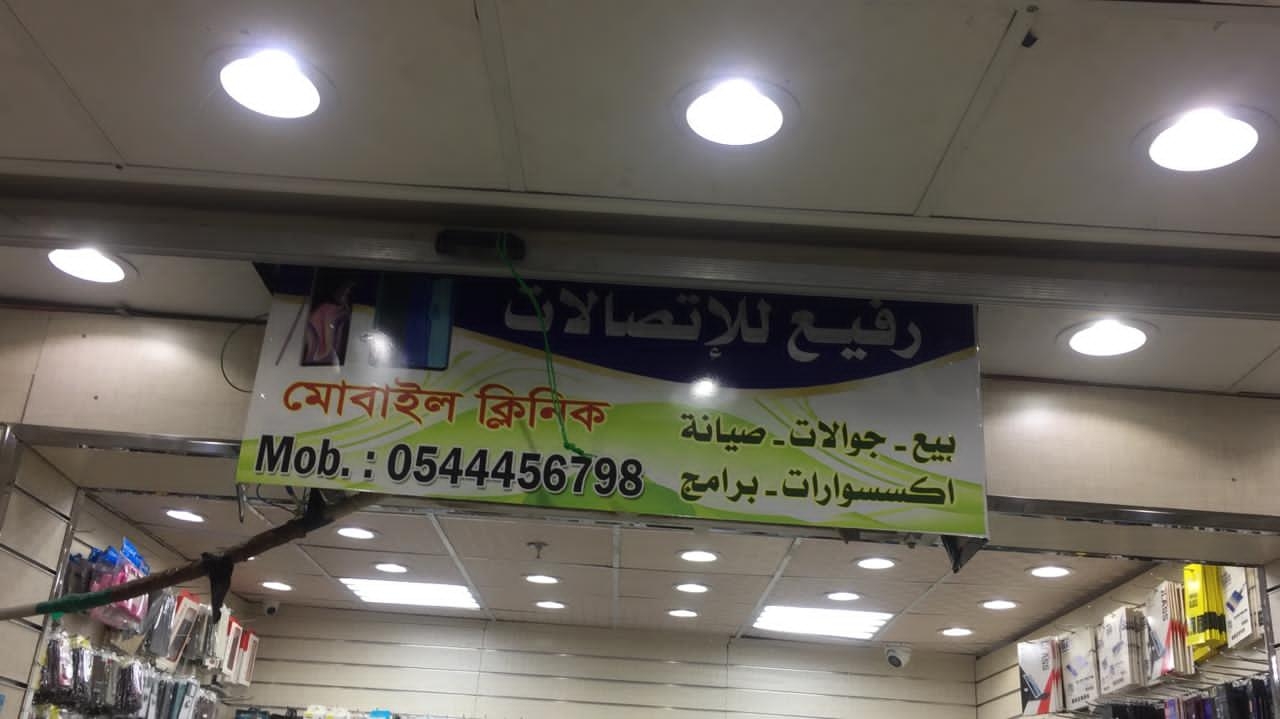 رفيع للإتصالات
মোবাইল ক্লিনিক
Mob. : 0544456798
بيع - جوالات - صيانة
اكسسوارات - برامج